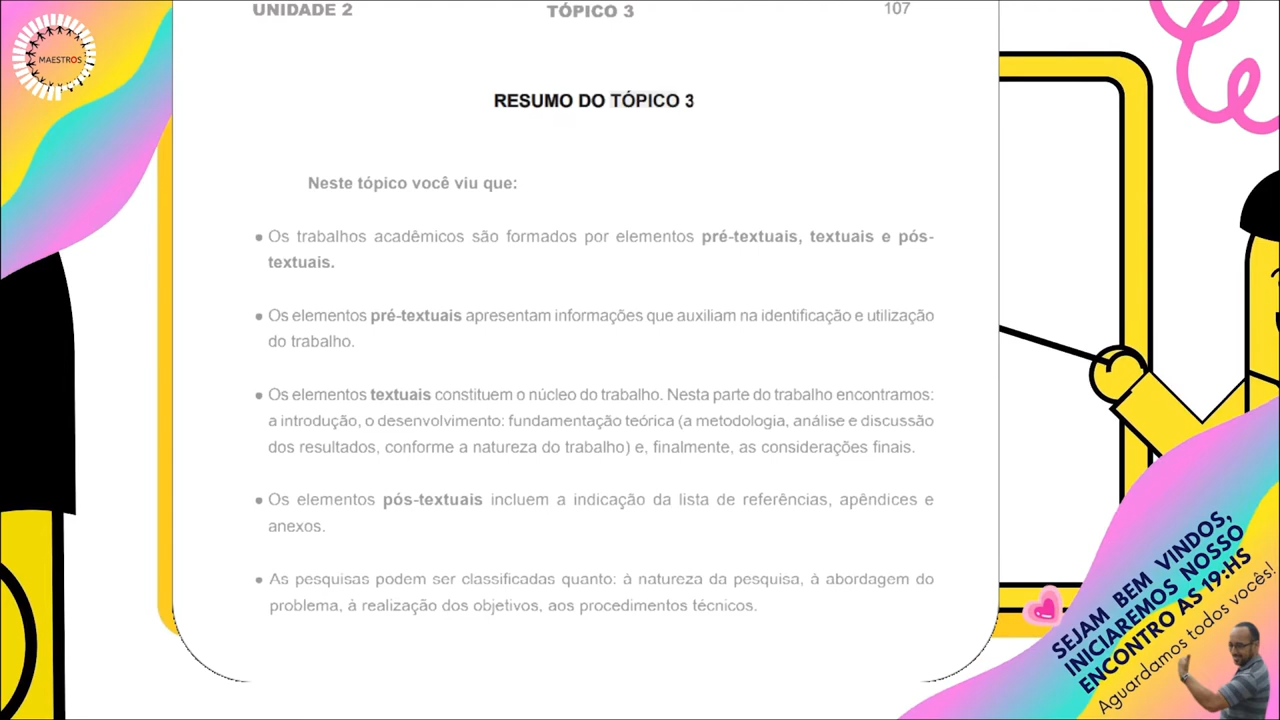 MAESTROS
UNIDADE 2 TÓPICO 3 107
RESUMO DO TÓPICO 3
Neste tópico você viu que:
● Os trabalhos acadêmicos são formados por elementos pré-textuais, textuais e pós-
textuais.
● Os elementos pré-textuais apresentam informações que auxiliam na identificação e utilização
do trabalho.
● Os elementos textuais constituem o núcleo do trabalho. Nesta parte do trabalho encontramos:
a introdução, o desenvolvimento: fundamentação teórica (a metodologia, análise e discussão
dos resultados, conforme a natureza do trabalho) e, finalmente, as considerações finais.
● Os elementos pós-textuais incluem a indicação da lista de referências, apêndices e
anexos.
● As pesquisas podem ser classificadas quanto: à natureza da pesquisa, à abordagem do
problema, à realização dos objetivos, aos procedimentos técnicos.
SEJAM BEM VINDOS,
INICIAREMOS NOSSO
ENCONTRO AS 19:HS
Aguardamos todos vocês!